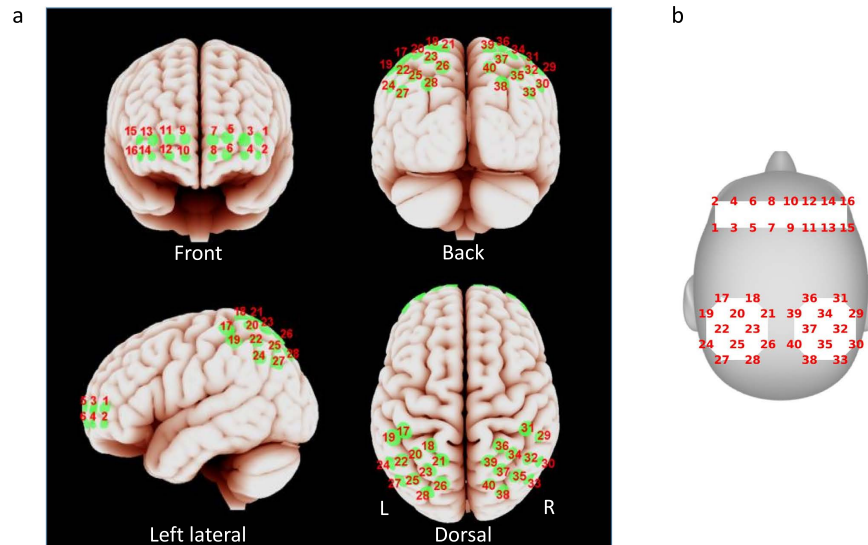 a
b
18 36
17 20 21 39 34
23 37 31
19 22 26 40 32 29
25 35
24 28 38 30
27 33
15 13 11 9 7 5 3 1
16 14 12 10 8 6 4 2
Front
Back
2 4 6 8 10 12 14 16
1 3 5 7 9 11 13 15
17 18 36 31
19 20 21 39 34 29
22 23 37 32
24 25 26 40 35 30
27 28 38 33
18 21
17 20 23
19 22 26
25
24 27 28
5 3 1
6 4 2
17 31
19 18 36 29
20 34
24 22 21 39 32 30
23 37
27 25 26 40 35 33
28 38
L
R
Left lateral
Dorsal